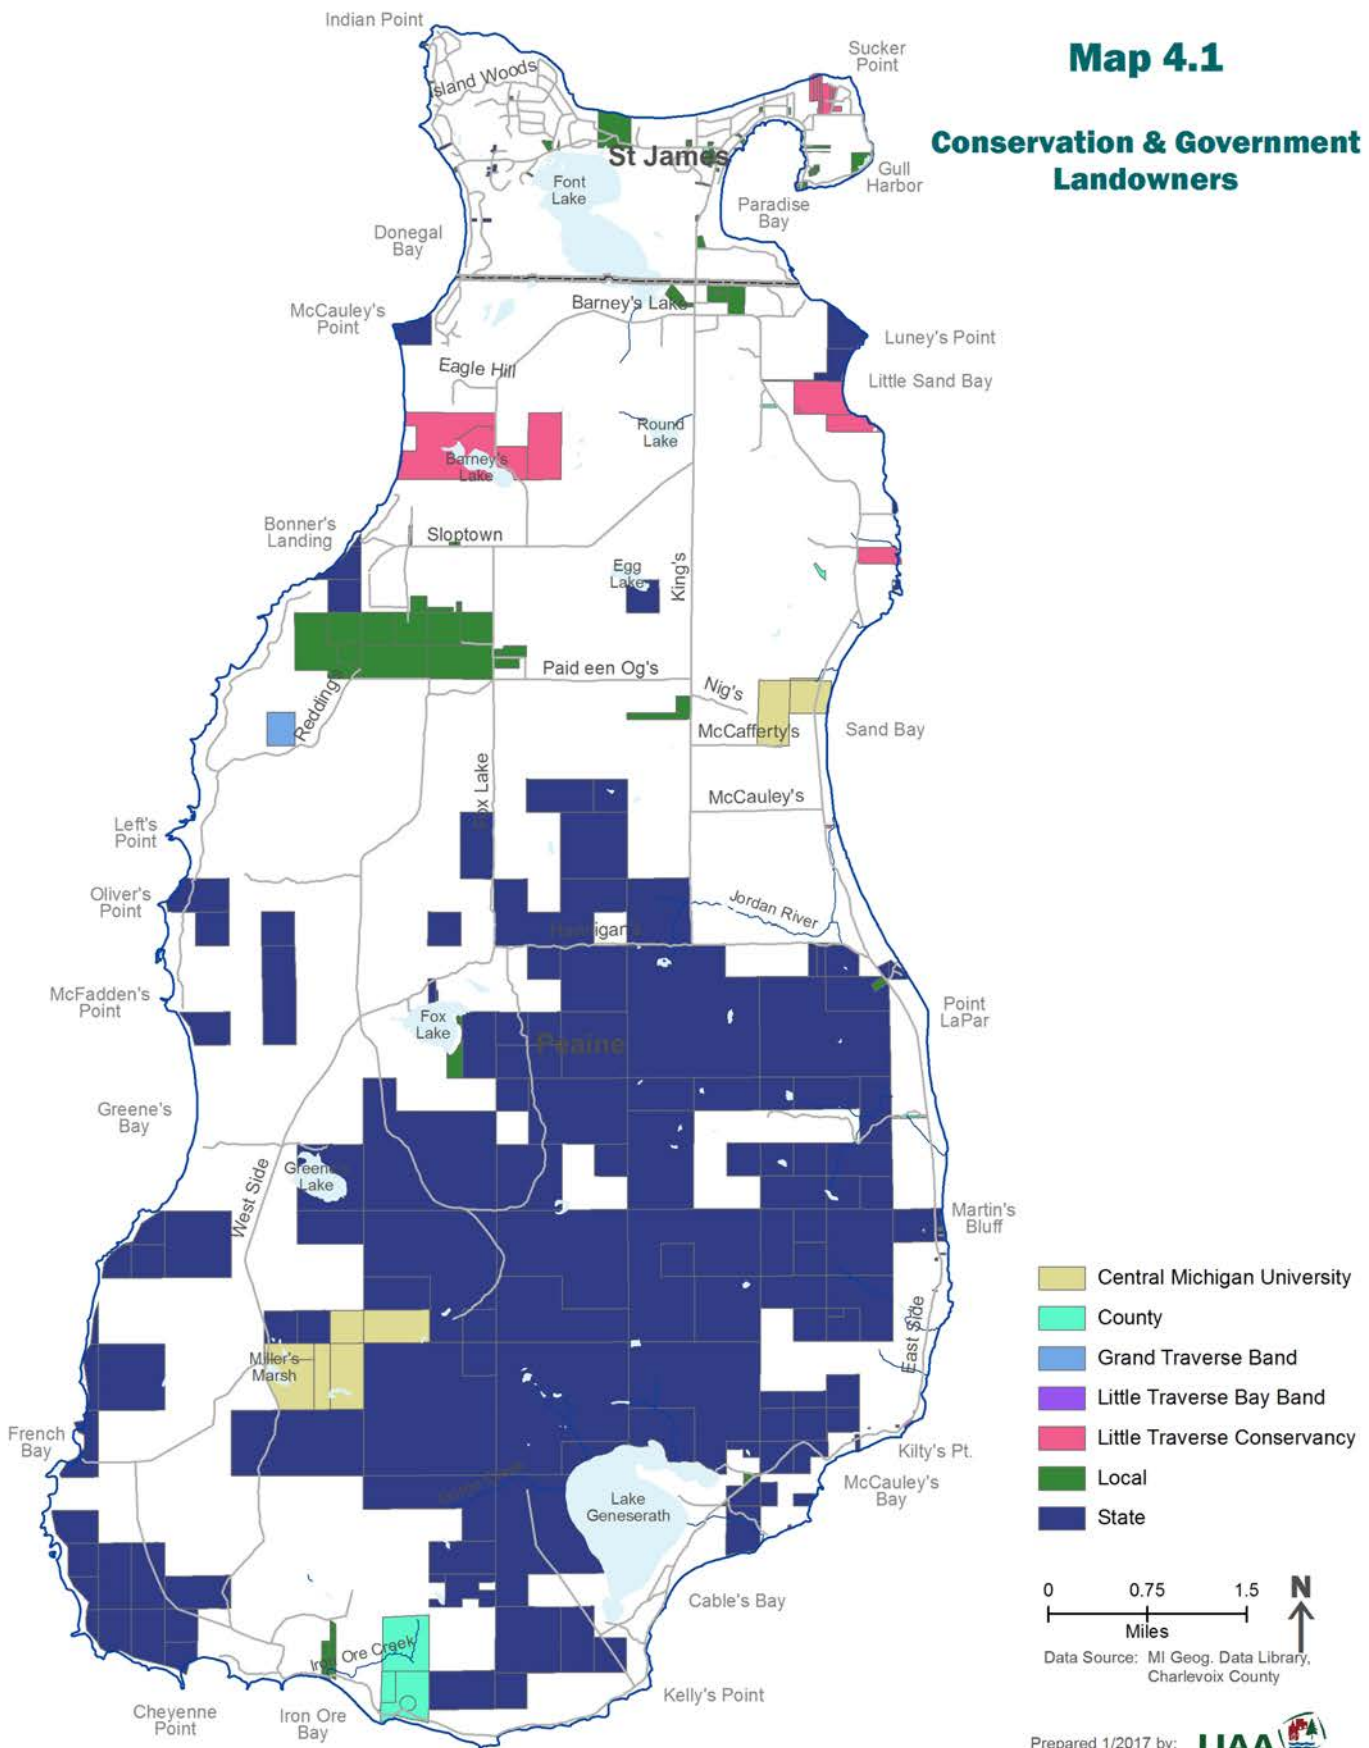 Indian Point
Map 4.1
Sucker
Point
Island Woods
Conservation & Government
Landowners
St James
Gull
Harbor
Font
Lake
Paradise
Bay
Donegal
Bay
McCauley's
Point
Barney's Lake
Luney's Point
Eagle Hill
Little Sand Bay
Round
Lake
Barney's
Lake
Bonner's
Landing
Sloptown
Egg
Lake
King's
Paid een Og's
Nig's
Redding's
McCafferty's
Sand Bay
Fox Lake
McCauley's
Left's
Point
Oliver's
Point
Jordan River
Hannigan's
McFadden's
Point
Point
LaPar
Fox
Lake
Peaine
Greene's
Bay
Greene's
Lake
West Side
Martin's
Bluff
East Side
Miller's
Marsh
French
Bay
Kilty's Pt.
McCauley's
Bay
Lake
Geneserath
Cable's Bay
Iron Ore Creek
Kelly's Point
Cheyenne
Point
Iron Ore
Bay
Central Michigan University
County
Grand Traverse Band
Little Traverse Bay Band
Little Traverse Conservancy
Local
State
0 0.75 1.5
Miles
N
Data Source: MI Geog. Data Library,
Charlevoix County
Prepared 1/2017 by: